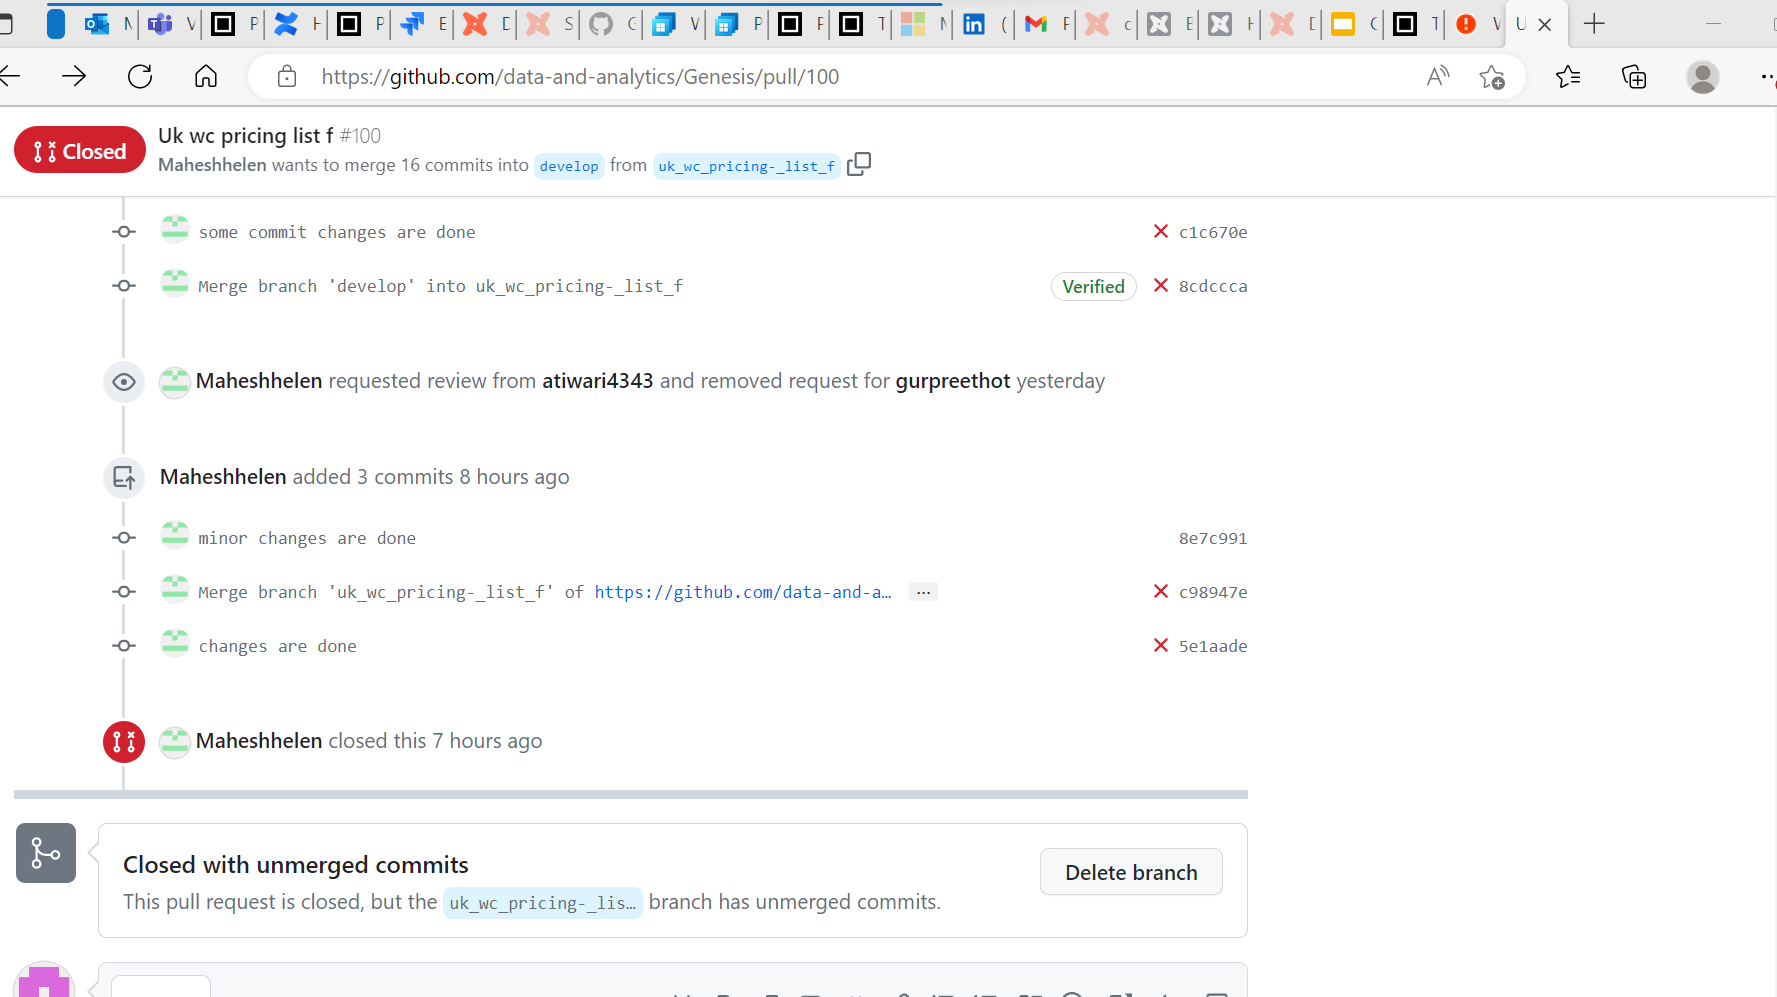 https://github.com/data-and-analytics/Genesis/pull/100
Closed
Uk wc pricing list f #100
Maheshhelen wants to merge 16 commits into develop from uk_wc_pricing-_list_f
some commit changes are done c1c670e
Merge branch 'develop' into uk_wc_pricing-_list_f Verified 8cdccca
Maheshhelen requested review from atiwari4343 and removed request for gurpreethot yesterday
Maheshhelen added 3 commits 8 hours ago
minor changes are done 8e7c991
Merge branch 'uk_wc_pricing-_list_f' of https://github.com/data-and-a… ... c98947e
changes are done 5e1aade
Maheshhelen closed this 7 hours ago
Closed with unmerged commits
This pull request is closed, but the uk_wc_pricing-_lis… branch has unmerged commits.
Delete branch